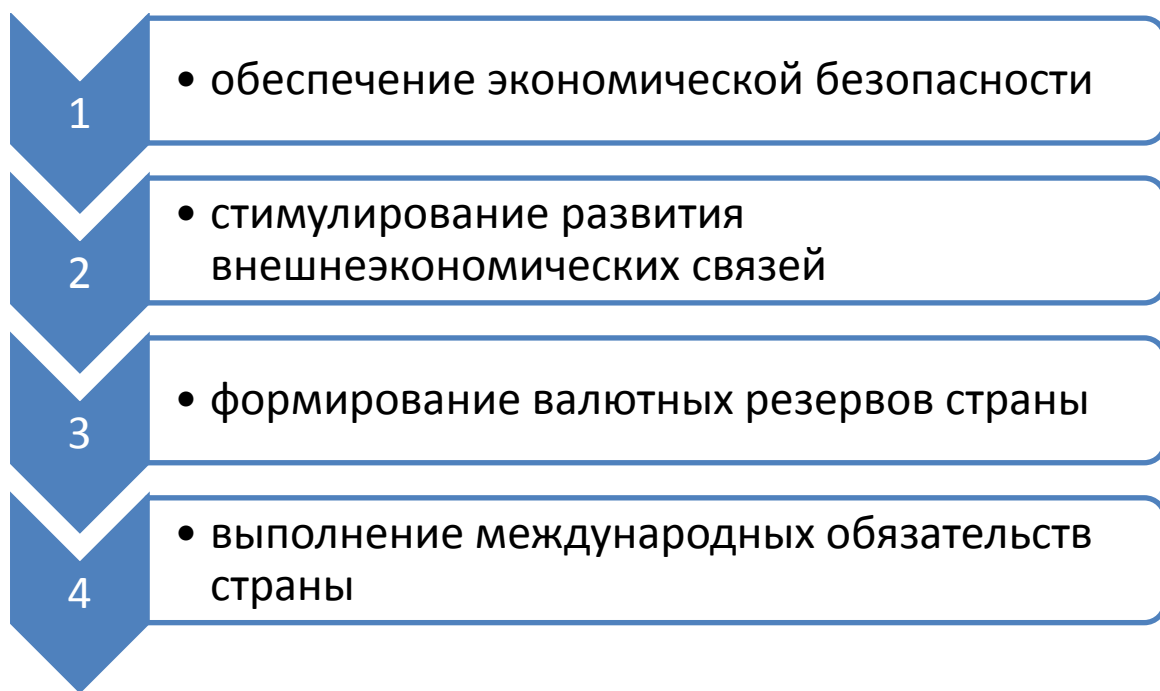 1
• обеспечение экономической безопасности
2
• стимулирование развития
внешнеэкономических связей
3
• формирование валютных резервов страны
4
• выполнение международных обязательств
страны